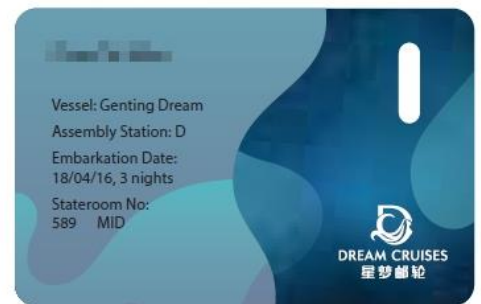 Vessel: Genting Dream
Assembly Station: D
Embarkation Date:
18/04/16, 3 nights
Stateroom No:
589 MID
DREAM CRUISES
星梦邮轮